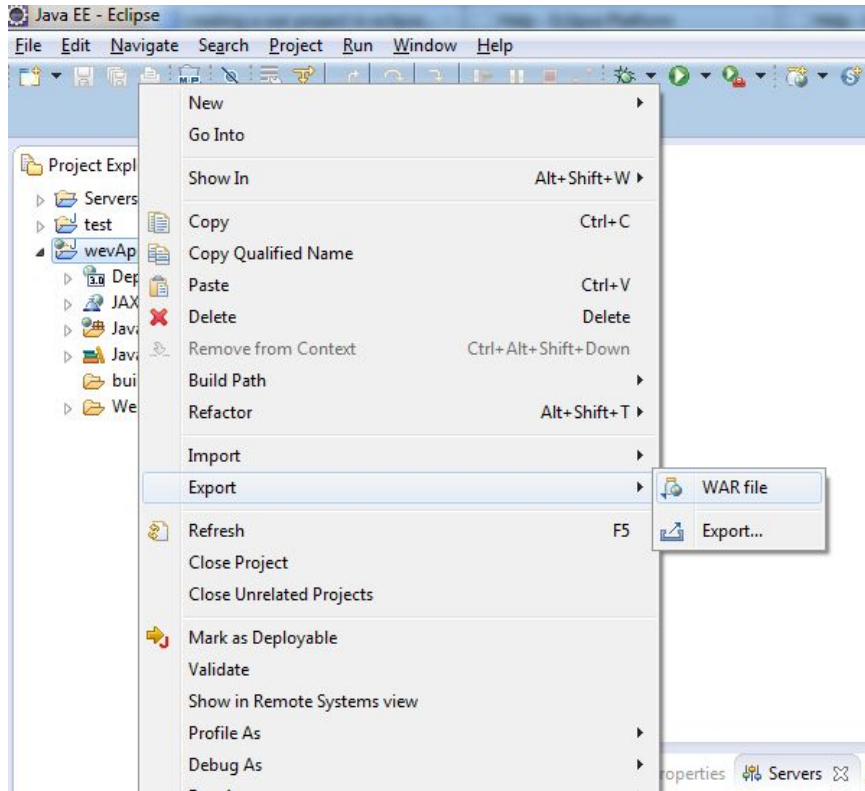 Java EE - Eclipse
File Edit Navigate Search Project Run Window Help
New
Go Into
Project Expl
Show In Alt+Shift+W
Servers
test
Copy Ctrl+C
wevAp
Copy Qualified Name
3.0 Dep
Paste Ctrl+V
JAX
Delete Delete
Java
Remove from Context Ctrl+Alt+Shift+Down
Java
Build Path
bui
Refactor Alt+Shift+T
We
Import
Export
WAR file
Refresh F5
Export...
Close Project
Close Unrelated Projects
Mark as Deployable
Validate
Show in Remote Systems view
Profile As
Debug As
roperties Servers